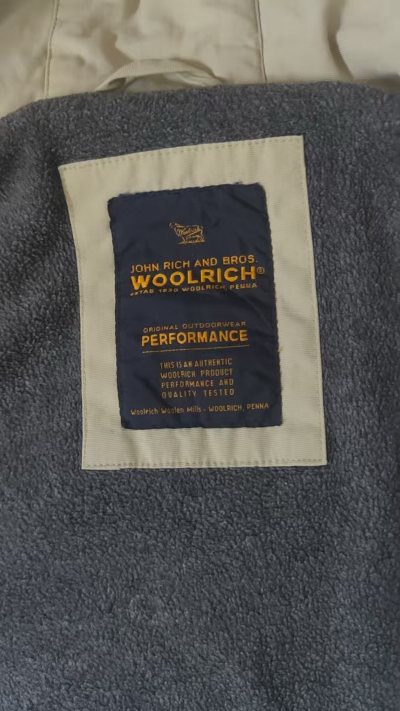 Woolrich
JOHN RICH AND BROS.
WOOLRICH®
ESTAB. 1830 WOOLRICH, PENNA
ORIGINAL OUTDOORWEAR
PERFORMANCE
THIS IS AN AUTHENTIC
WOOLRICH PRODUCT
PERFORMANCE AND
QUALITY TESTED
Woolrich Woolen Mills - WOOLRICH, PENNA